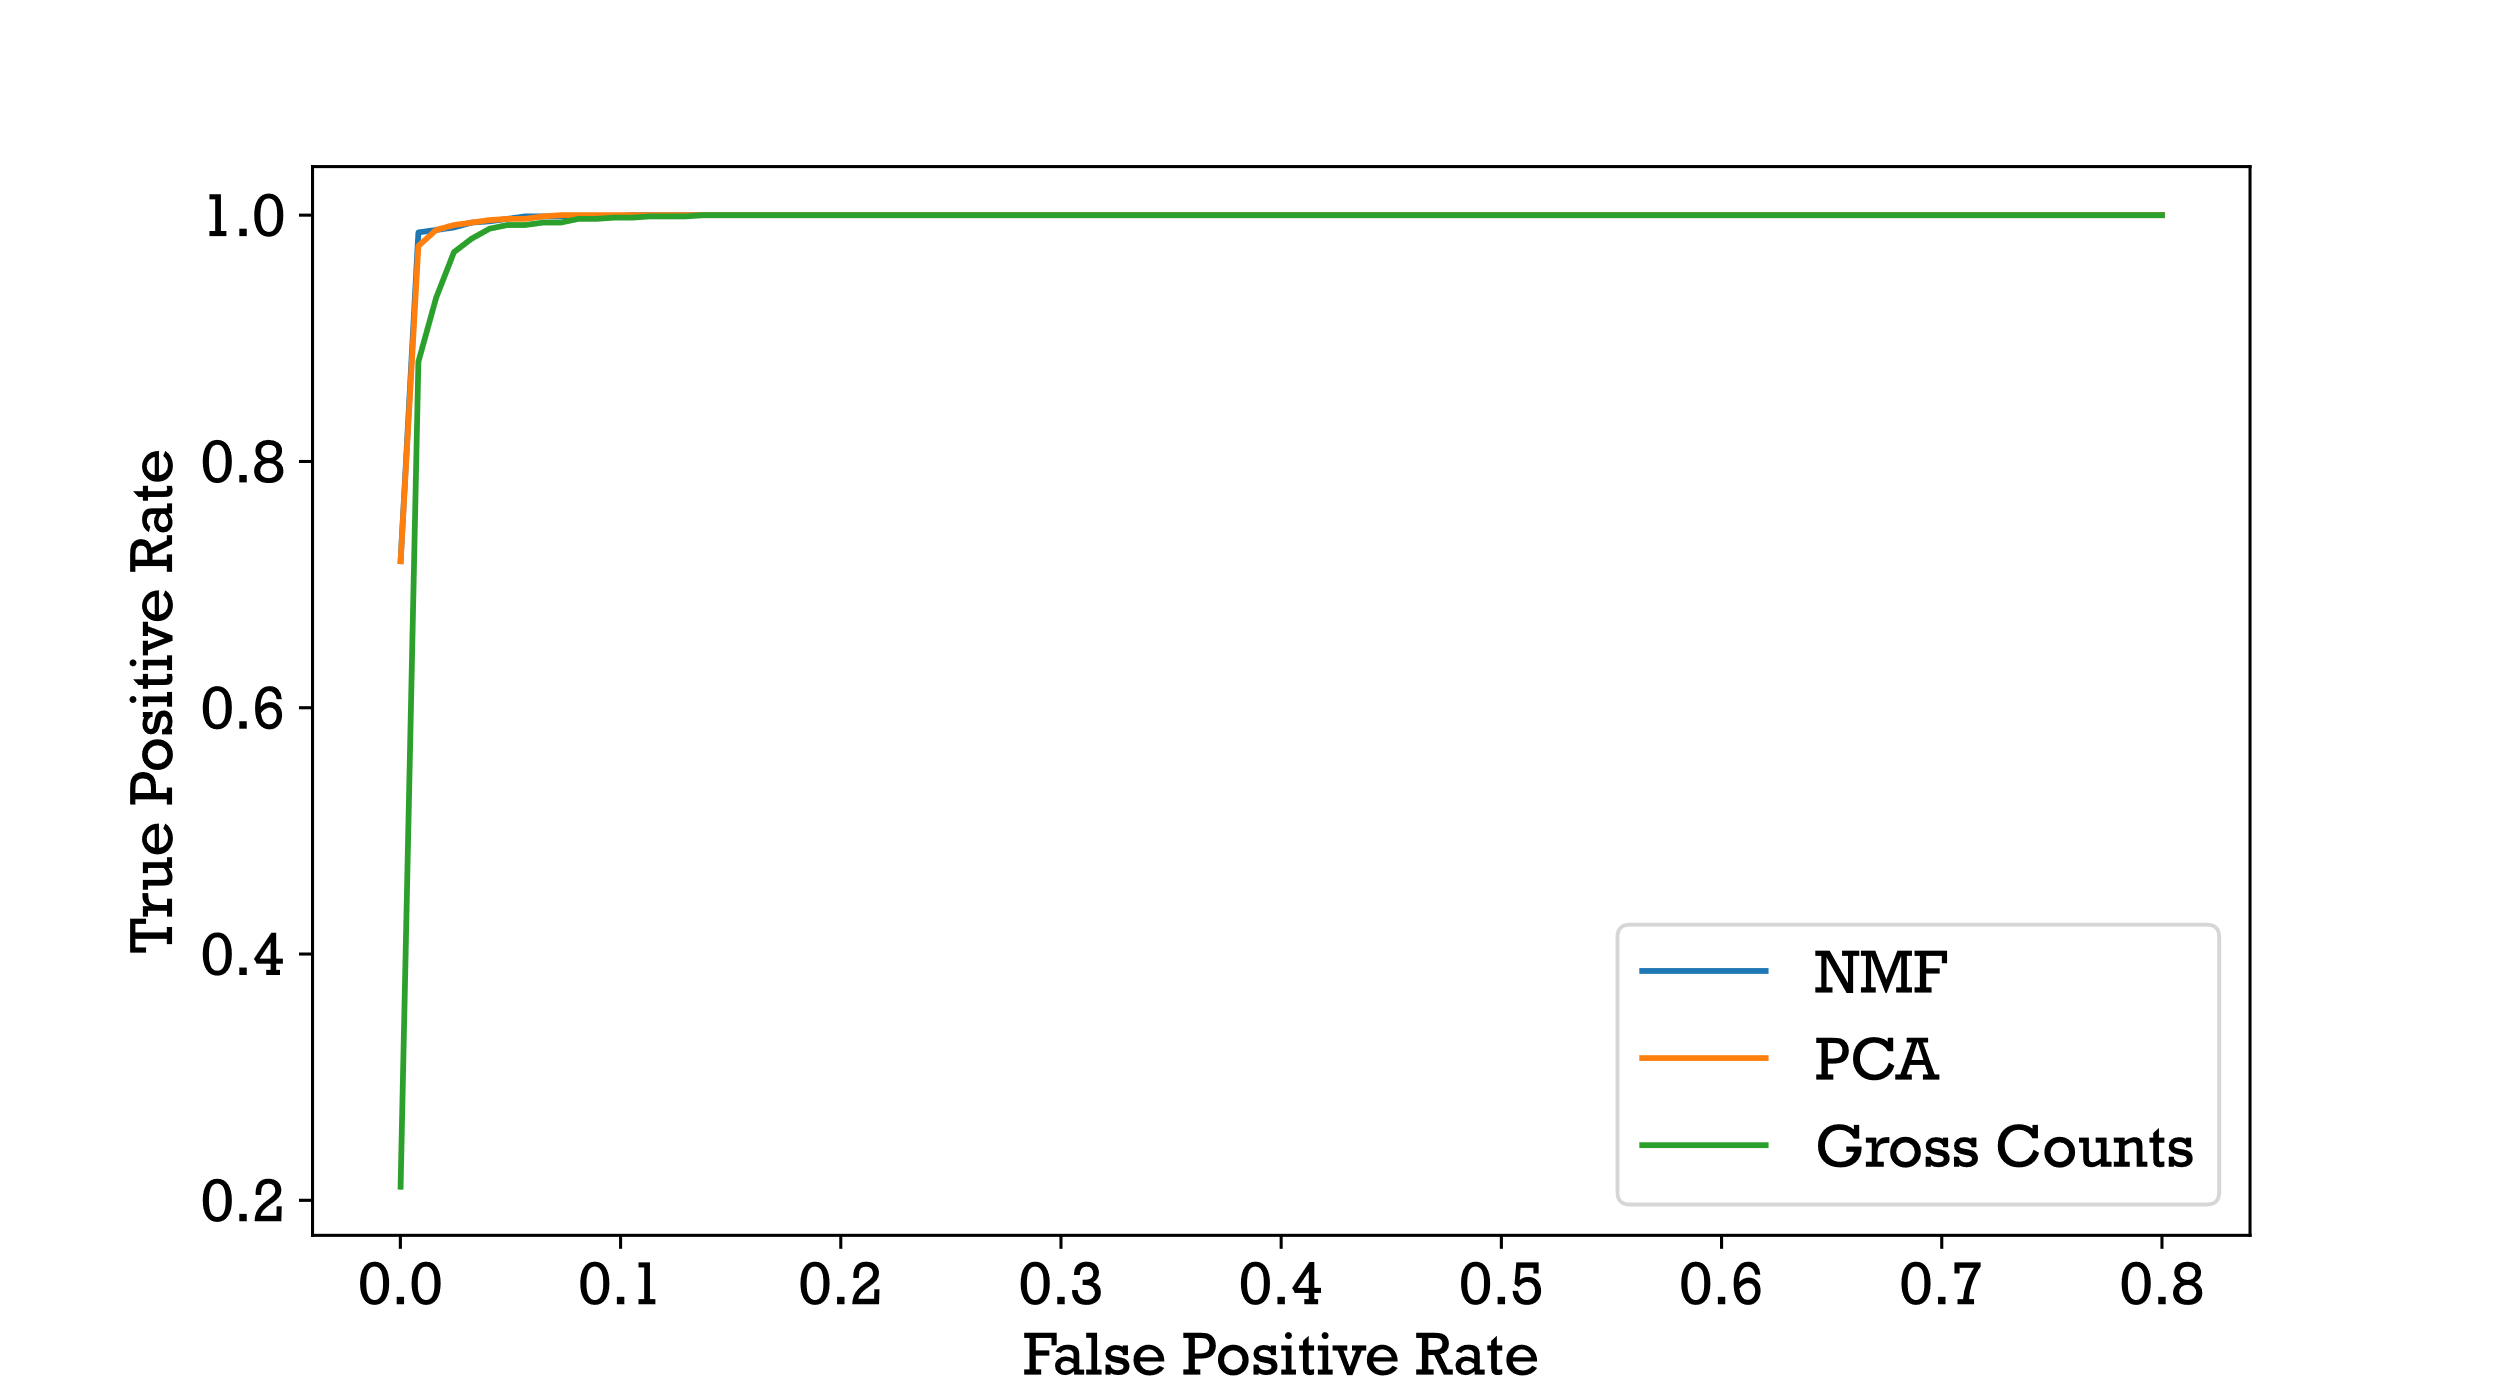 1.0
0.8
0.6
0.4
0.2
True Positive Rate
NMF
PCA
Gross Counts
0.0 0.1 0.2 0.3 0.4 0.5 0.6 0.7 0.8
False Positive Rate